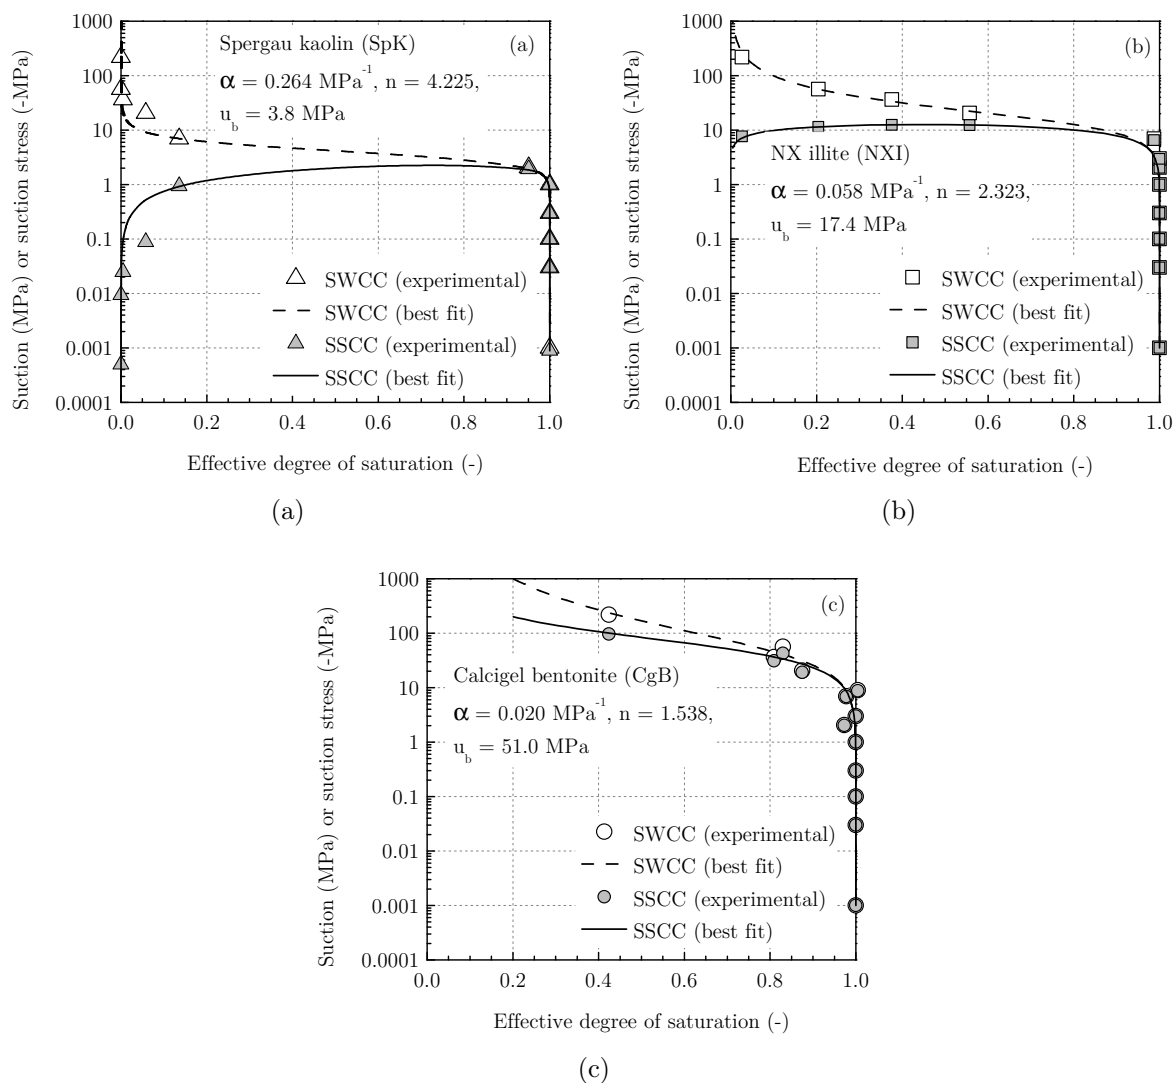 Suction (MPa) or suction stress (-MPa)
1000
100
10
1
0.1
0.01
0.001
0.0001
Spergau kaolin (SpK)
(a)
α = 0.264 MPa⁻¹, n = 4.225,
u_b = 3.8 MPa
SWCC (experimental)
SWCC (best fit)
SSCC (experimental)
SSCC (best fit)
0.0 0.2 0.4 0.6 0.8 1.0
Effective degree of saturation (-)
(a)
Suction (MPa) or suction stress (-MPa)
1000
100
10
1
0.1
0.01
0.001
0.0001
(b)
NX illite (NXI)
α = 0.058 MPa⁻¹, n = 2.323,
u_b = 17.4 MPa
SWCC (experimental)
SWCC (best fit)
SSCC (experimental)
SSCC (best fit)
0.0 0.2 0.4 0.6 0.8 1.0
Effective degree of saturation (-)
(b)
Suction (MPa) or suction stress (-MPa)
1000
100
10
1
0.1
0.01
0.001
0.0001
(c)
Calcigel bentonite (CgB)
α = 0.020 MPa⁻¹, n = 1.538,
u_b = 51.0 MPa
SWCC (experimental)
SWCC (best fit)
SSCC (experimental)
SSCC (best fit)
0.0 0.2 0.4 0.6 0.8 1.0
Effective degree of saturation (-)
(c)